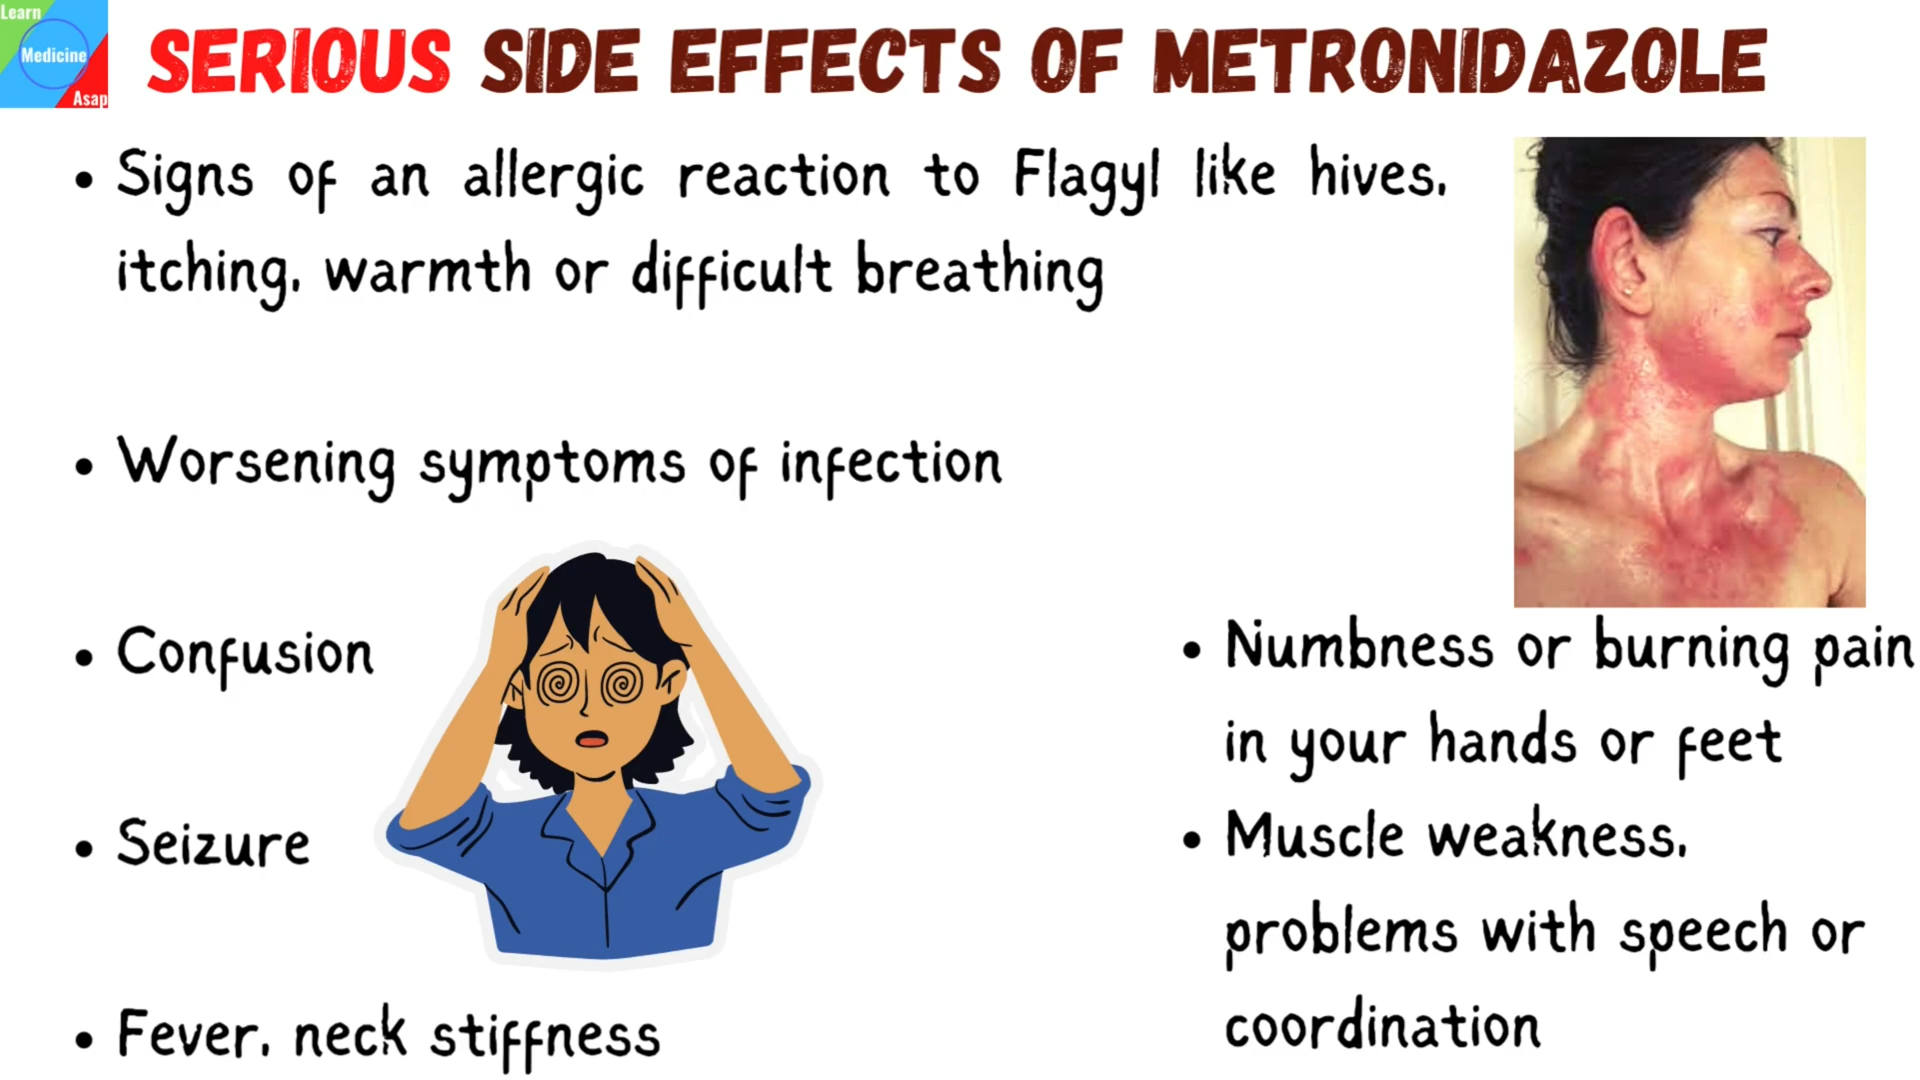 Learn
Medicine
Asap
SERIOUS SIDE EFFECTS OF METRONIDAZOLE
• Signs of an allergic reaction to Flagyl like hives,
itching, warmth or difficult breathing
• Worsening symptoms of infection
• Confusion
• Seizure
• Fever, neck stiffness
• Numbness or burning pain
in your hands or feet
• Muscle weakness,
problems with speech or
coordination